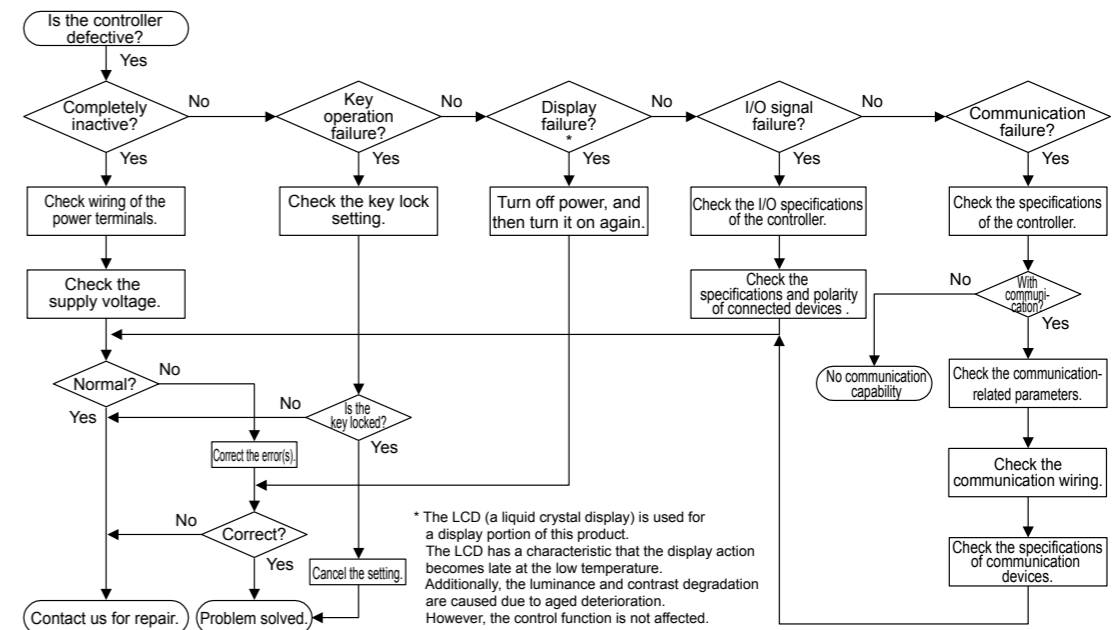 Is the controller
defective?
Yes
Completely
inactive?
No
Key
operation
failure?
No
Display
failure?
*
No
I/O signal
failure?
No
Communication
failure?
Yes
Yes
Yes
Yes
Yes
Check wiring of the
power terminals.
Check the key lock
setting.
Turn off power, and
then turn it on again.
Check the I/O specifications
of the controller.
Check the specifications
of the controller.
Check the
supply voltage.
Check the
specifications and polarity
of connected devices .
No
With
communi-
cation?
Yes
Normal?
No
Yes
No
Is the
key locked?
Yes
No communication
capability
Check the communication-
related parameters.
Correct the error(s).
Check the
communication wiring.
No
Correct?
Yes
Cancel the setting.
* The LCD (a liquid crystal display) is used for
a display portion of this product.
The LCD has a characteristic that the display action
becomes late at the low temperature.
Additionally, the luminance and contrast degradation
are caused due to aged deterioration.
However, the control function is not affected.
Check the specifications
of communication
devices.
Contact us for repair.
Problem solved.